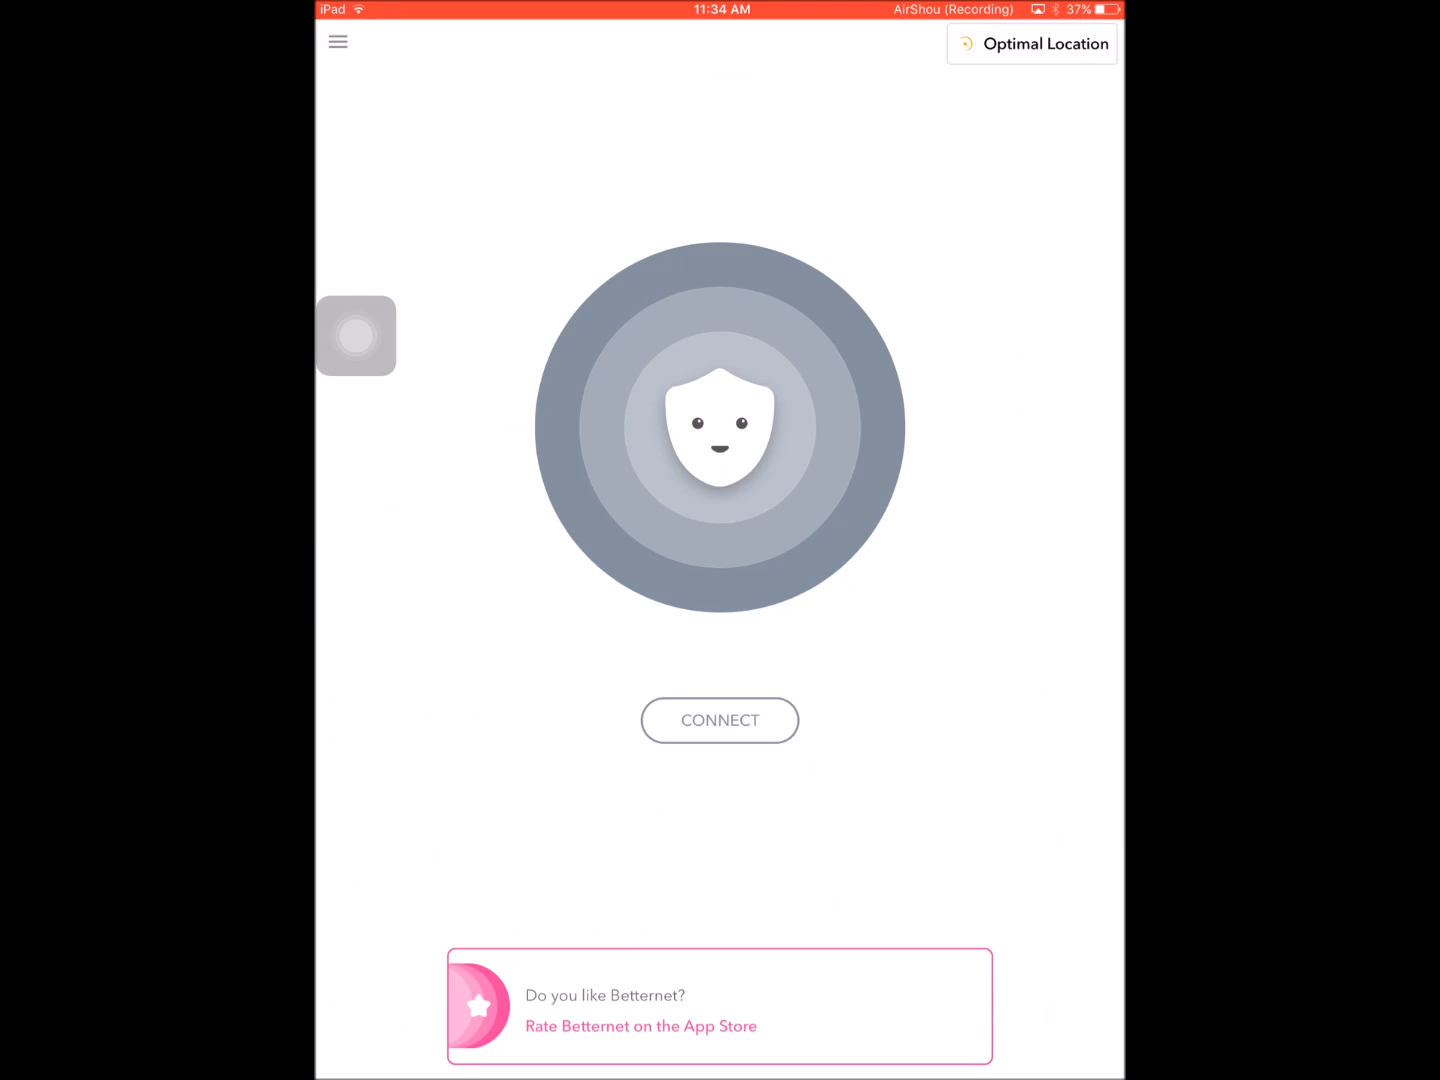 iPad 11:34 AM AirShou (Recording) 37%
Optimal Location
CONNECT
Do you like Betternet?
Rate Betternet on the App Store